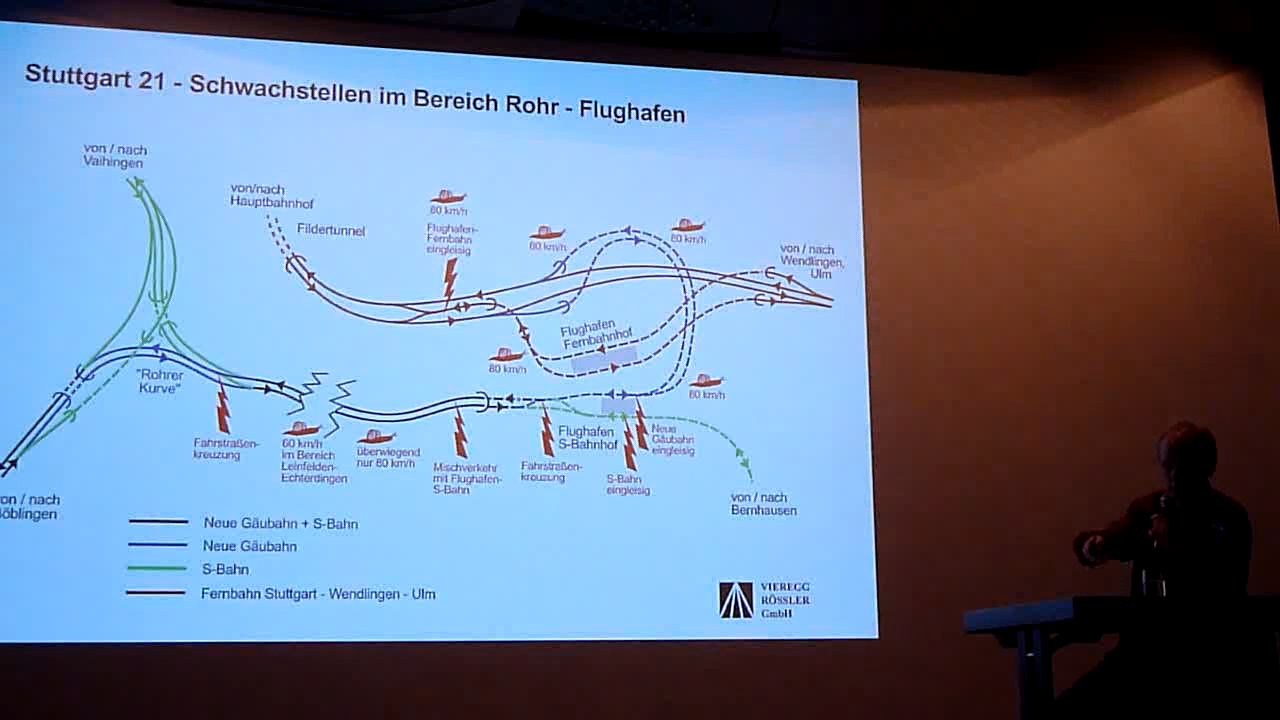 Stuttgart 21 - Schwachstellen im Bereich Rohr - Flughafen
von / nach
Vaihingen
von/nach
Hauptbahnhof
Fildertunnel
80 km/h
Flughafen-
Fernbahn
eingleisig
80 km/h
80 km/h
von / nach
Wendlingen,
Ulm
Flughafen
Fernbahnhof
80 km/h
"Rohrer
Kurve"
80 km/h
Fahrstraßen-
kreuzung
60 km/h
im Bereich
Leinfelden-
Echterdingen
überwiegend
nur 80 km/h
Mischverkehr
mit Flughafen-
S-Bahn
Fahrstraßen-
kreuzung
Flughafen
S-Bahnhof
S-Bahn
eingleisig
Neue
Gäubahn
eingleisig
von / nach
Bernhausen
on / nach
öblingen
Neue Gäubahn + S-Bahn
Neue Gäubahn
S-Bahn
Fernbahn Stuttgart - Wendlingen - Ulm
VIEREGG
RÖSSLER
GmbH